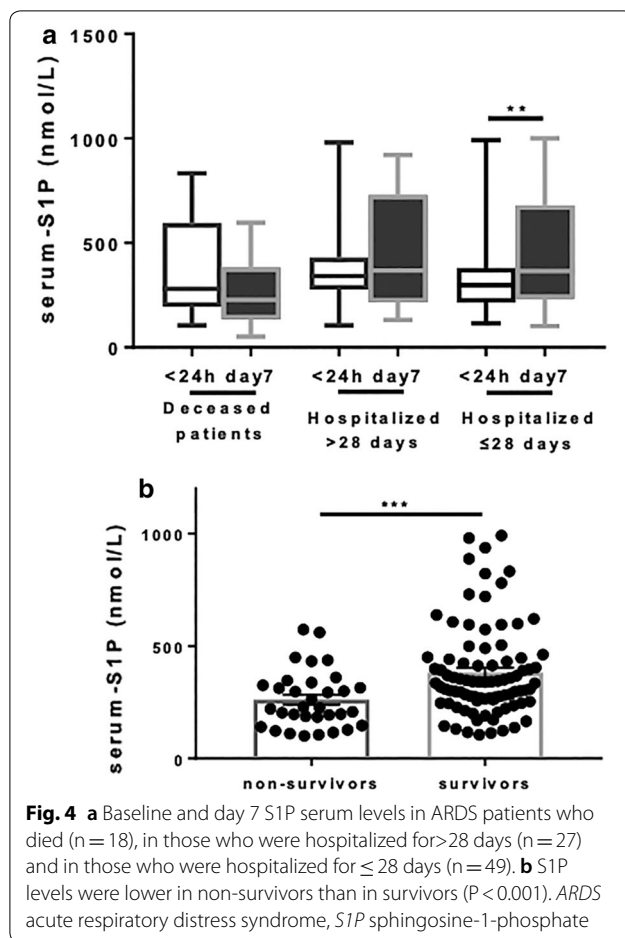 a
1500
1000
500
0
serum-S1P (nmol/L)
**
<24h day7 <24h day7 <24h day7
Deceased patients
Hospitalized >28 days
Hospitalized ≤28 days
b
1000
500
0
serum-S1P (nmol/L)
***
non-survivors survivors
Fig. 4 a Baseline and day 7 S1P serum levels in ARDS patients who
died (n = 18), in those who were hospitalized for>28 days (n = 27)
and in those who were hospitalized for ≤ 28 days (n = 49). b S1P
levels were lower in non-survivors than in survivors (P < 0.001). ARDS
acute respiratory distress syndrome, S1P sphingosine-1-phosphate